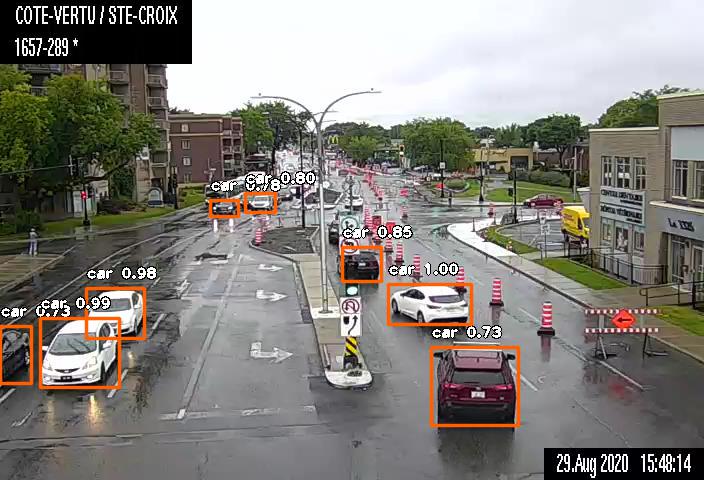 COTE-VERTU / STE-CROIX
1657-289 *
car 0.78
car 0.80
car 0.85
car 0.98
car 1.00
car 0.73
car 0.99
car 0.73
29.Aug 2020 15:48:14